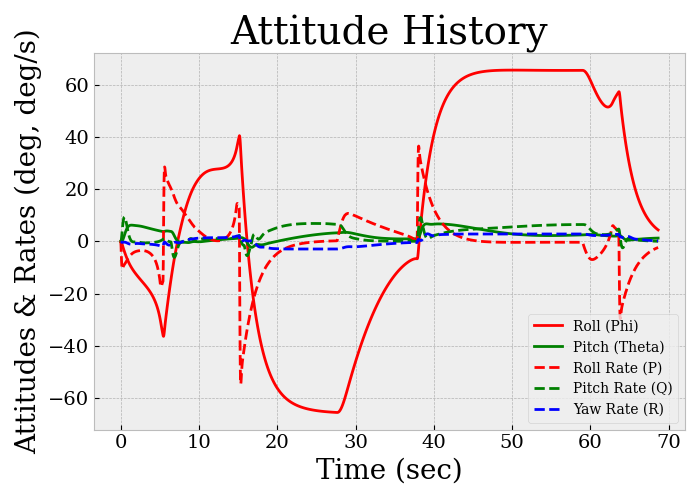 Attitude History
Attitudes & Rates (deg, deg/s)
60
40
20
0
−20
−40
−60
Roll (Phi)
Pitch (Theta)
Roll Rate (P)
Pitch Rate (Q)
Yaw Rate (R)
0 10 20 30 40 50 60 70
Time (sec)